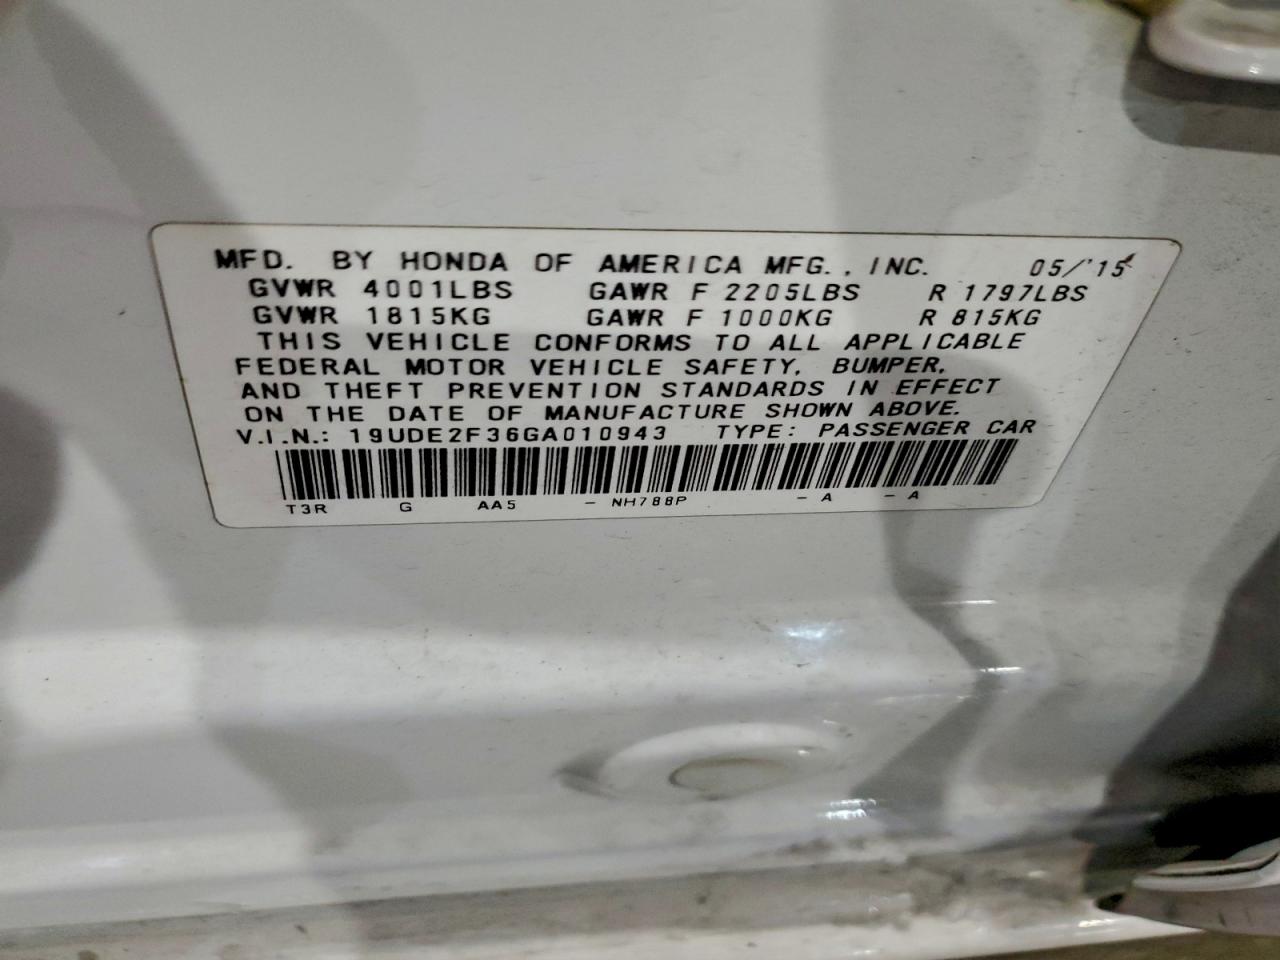 MFD. BY HONDA OF AMERICA MFG., INC. 05/'15
GVWR 4001LBS GAWR F 2205LBS R 1797LBS
GVWR 1815KG GAWR F 1000KG R 815KG
THIS VEHICLE CONFORMS TO ALL APPLICABLE
FEDERAL MOTOR VEHICLE SAFETY, BUMPER,
AND THEFT PREVENTION STANDARDS IN EFFECT
ON THE DATE OF MANUFACTURE SHOWN ABOVE.
V.I.N.: 19UDE2F36GA010943 TYPE: PASSENGER CAR
T3R G AA5 - NH788P - A - A